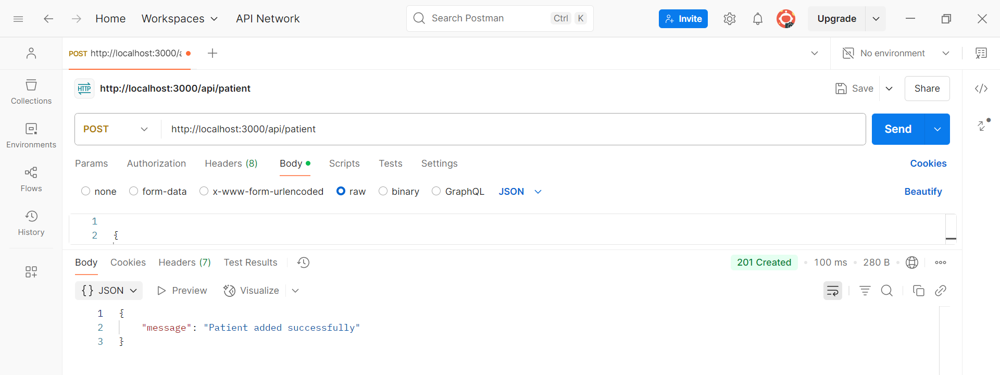 Home Workspaces API Network Search Postman Ctrl K Invite Upgrade
POST http://localhost:3000/a No environment
HTTP http://localhost:3000/api/patient Save Share
Collections
POST http://localhost:3000/api/patient Send
Environments
Params Authorization Headers (8) Body Scripts Tests Settings Cookies
Flows
none form-data x-www-form-urlencoded raw binary GraphQL JSON Beautify
History
1
2 {
Body Cookies Headers (7) Test Results 201 Created 100 ms 280 B
{} JSON Preview Visualize
1 {
2 "message": "Patient added successfully"
3 }